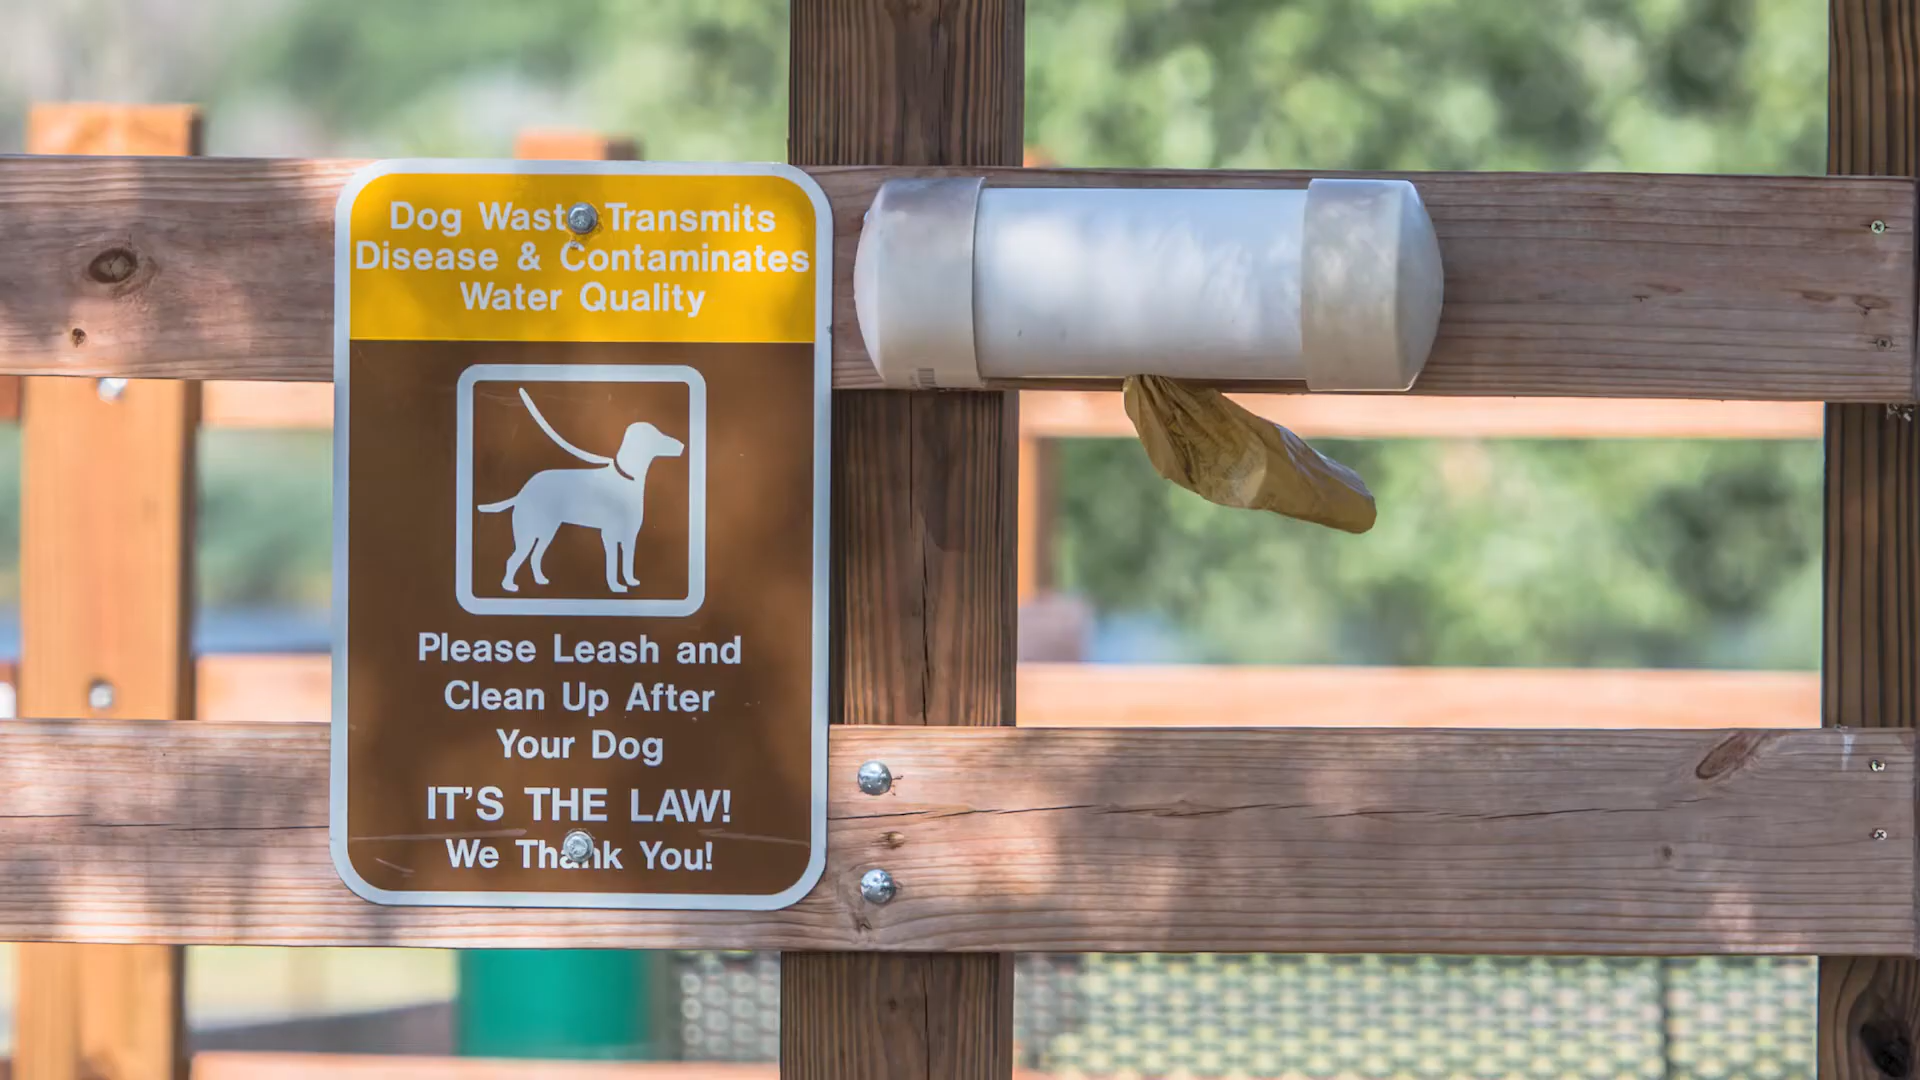 Dog Waste Transmits
Disease & Contaminates
Water Quality
Please Leash and
Clean Up After
Your Dog
IT'S THE LAW!
We Thank You!